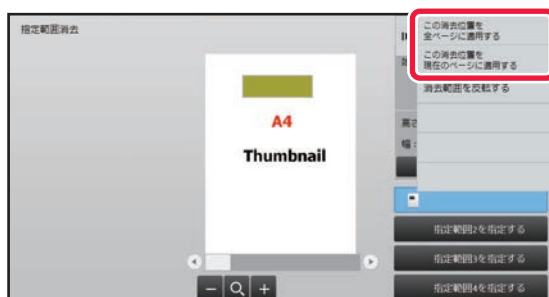 指定範囲消去
この消去位置を
全ページに適用する
この消去位置を
現在のページに適用する
消去範囲を反転する
A4
Thumbnail
高さ
幅：
指定範囲2を指定する
指定範囲3を指定する
指定範囲4を指定する